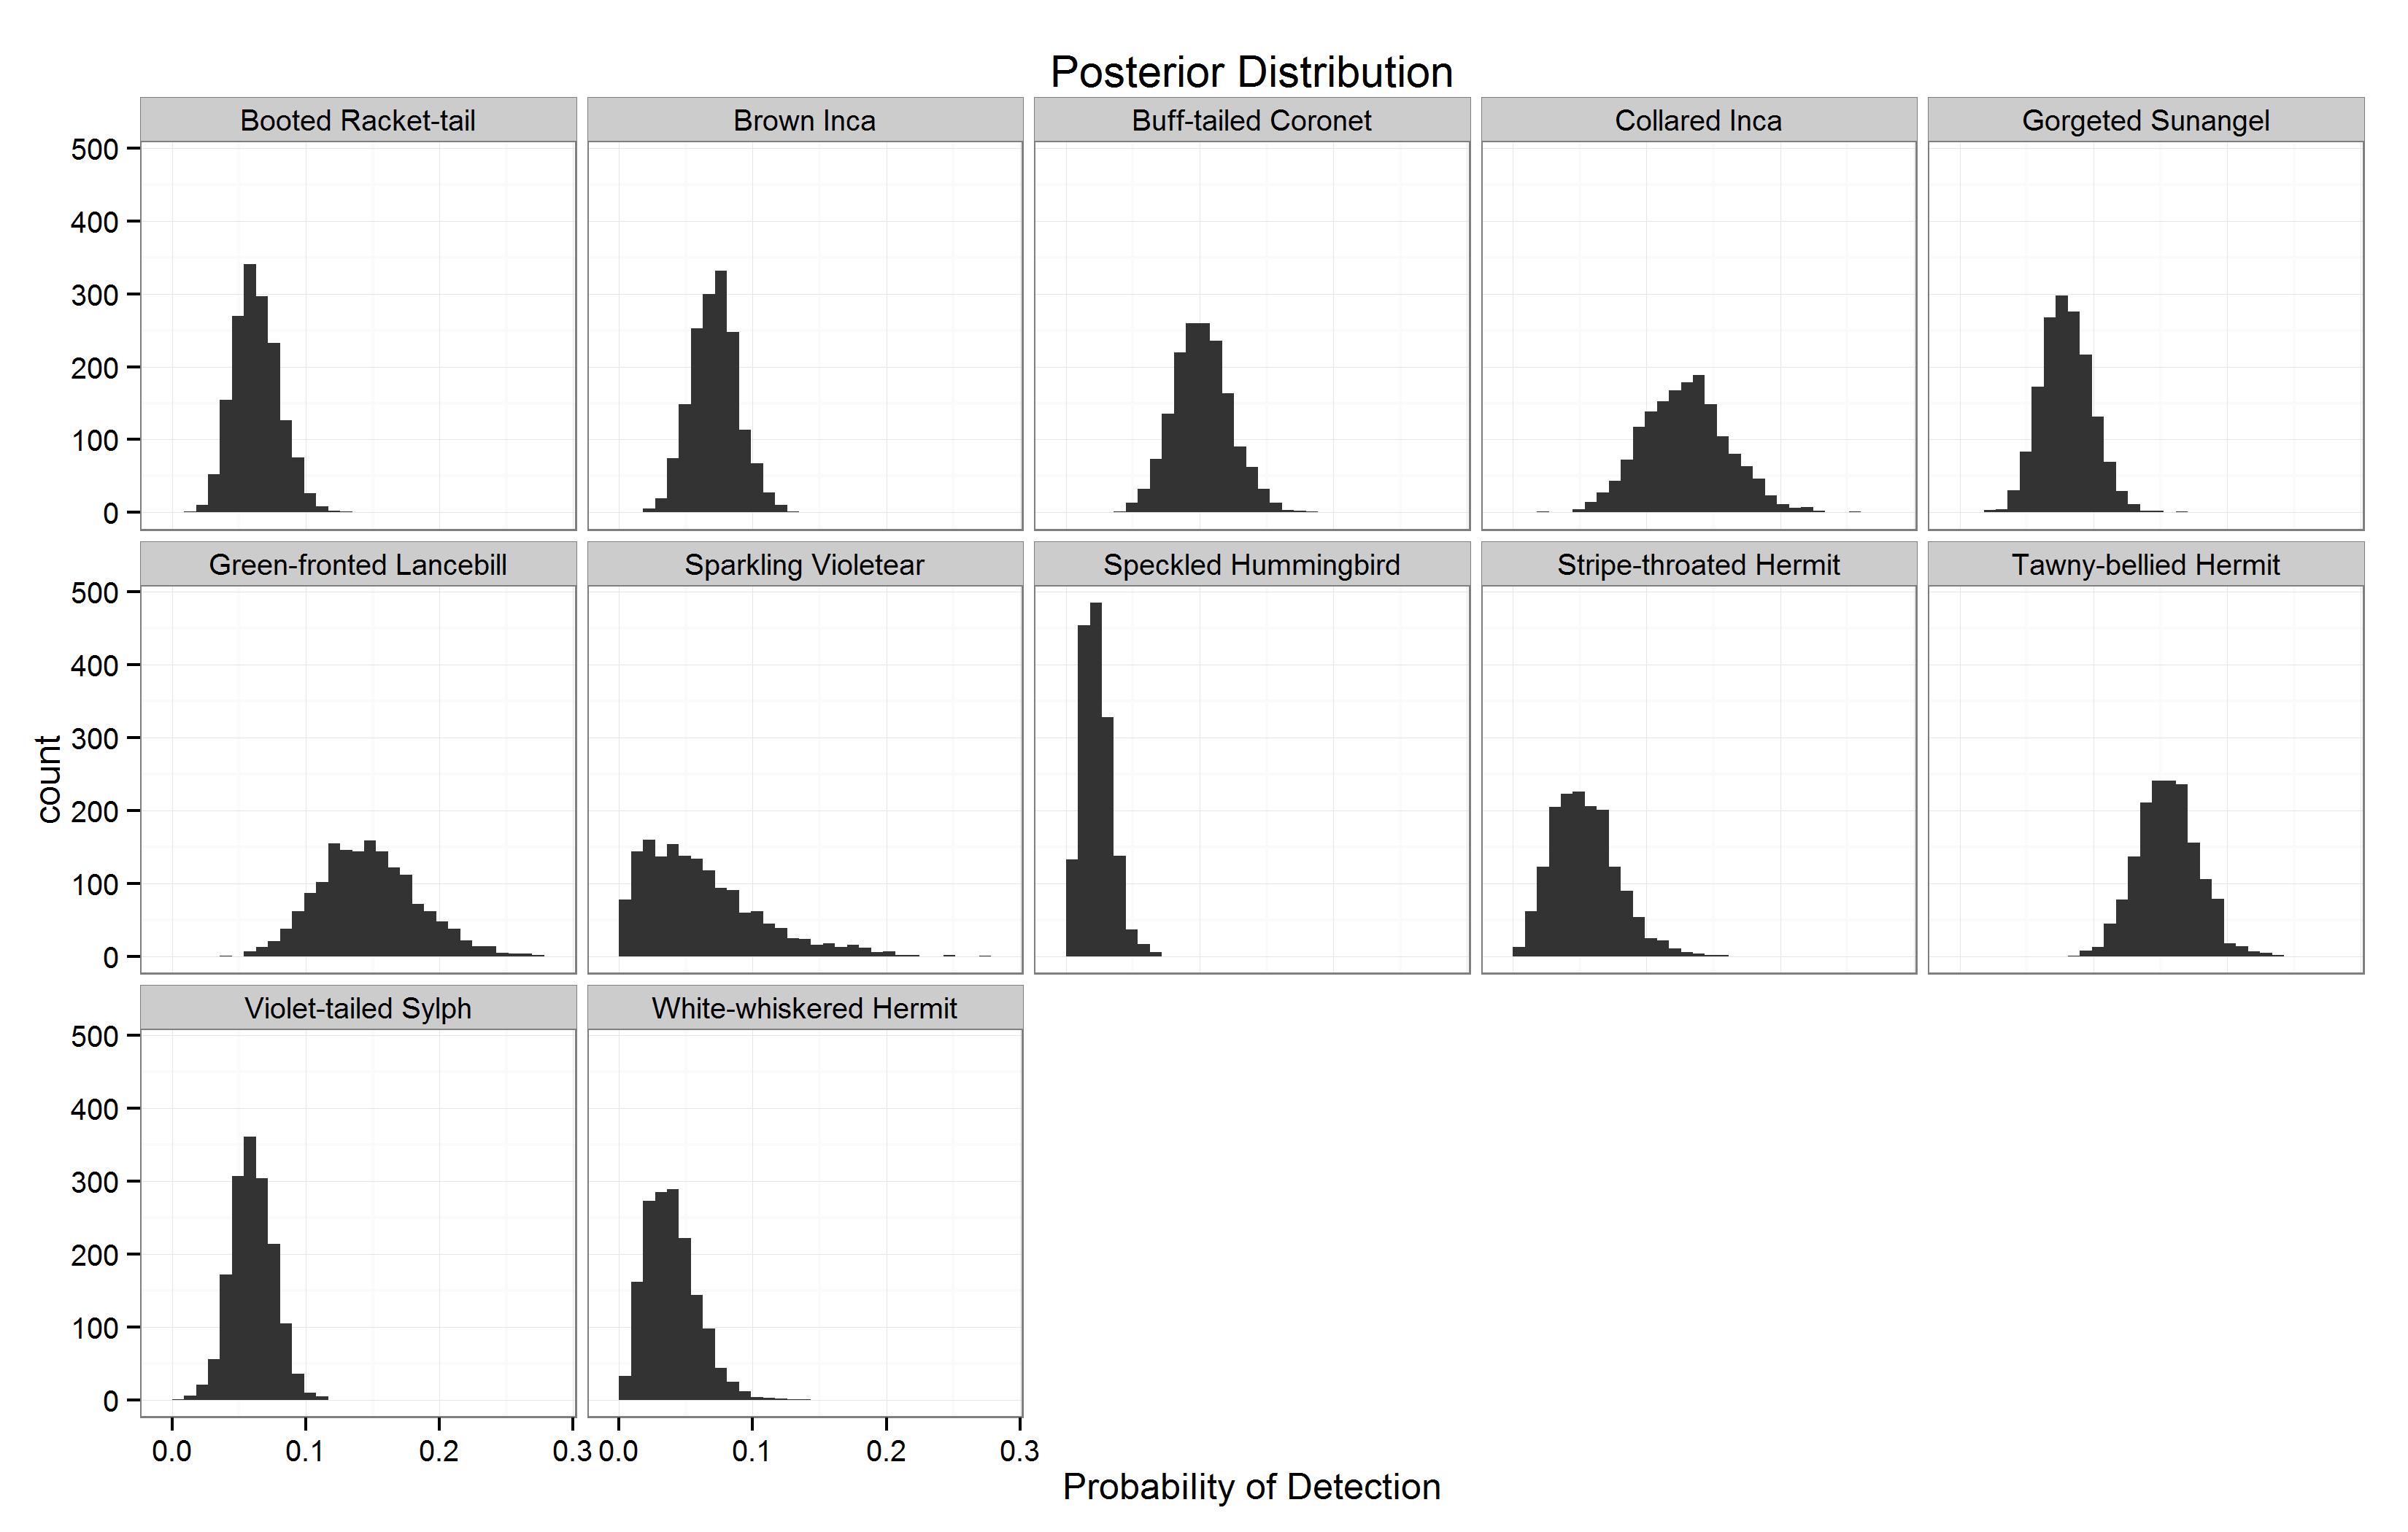 Posterior Distribution
Booted Racket-tail Brown Inca Buff-tailed Coronet Collared Inca Gorgeted Sunangel
500
400
300
200
100
0
Green-fronted Lancebill Sparkling Violetear Speckled Hummingbird Stripe-throated Hermit Tawny-bellied Hermit
500
400
300
200
100
0
count
Violet-tailed Sylph White-whiskered Hermit
500
400
300
200
100
0
0.0 0.1 0.2 0.3 0.0 0.1 0.2 0.3
Probability of Detection